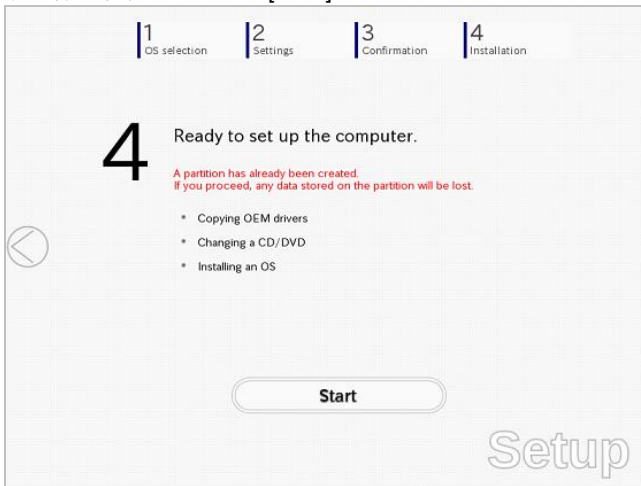 1
OS selection
2
Settings
3
Confirmation
4
Installation
4
Ready to set up the computer.
A partition has already been created.
If you proceed, any data stored on the partition will be lost.
• Copying OEM drivers
• Changing a CD/DVD
• Installing an OS
Start
Setup